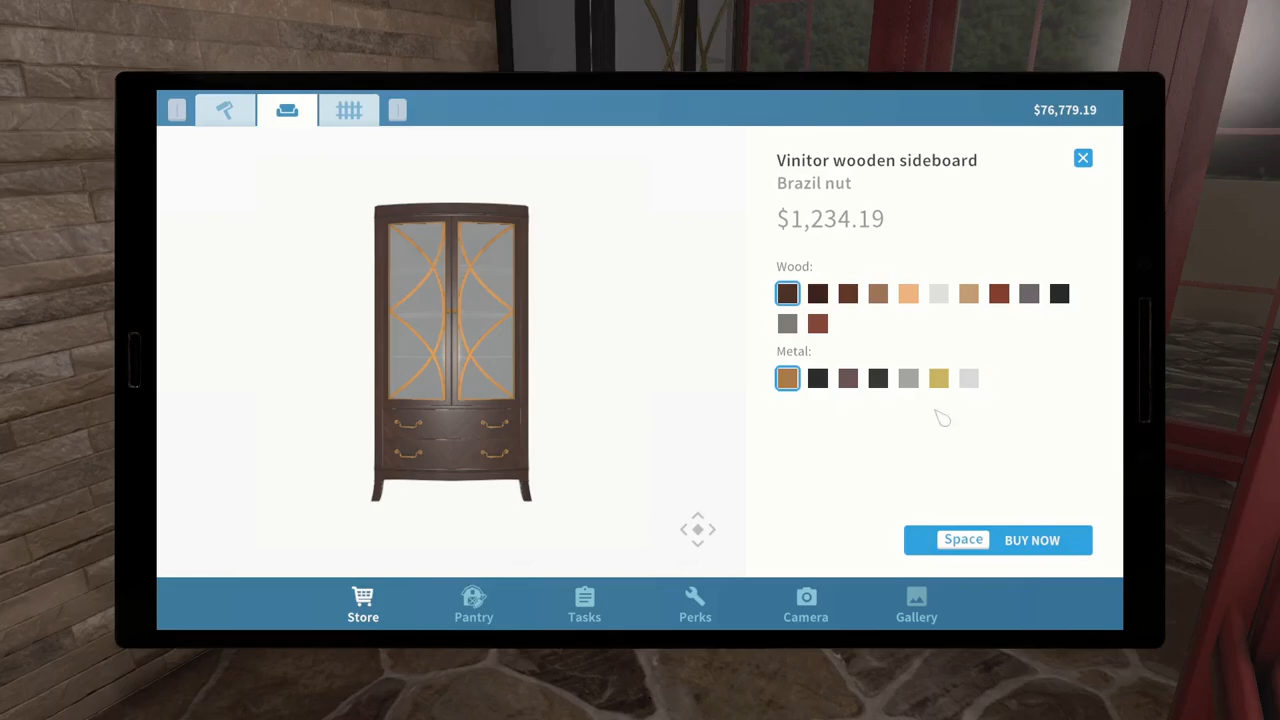 $76,779.19
Vinitor wooden sideboard
Brazil nut
$1,234.19
Wood:
Metal:
Space BUY NOW
Store Pantry Tasks Perks Camera Gallery